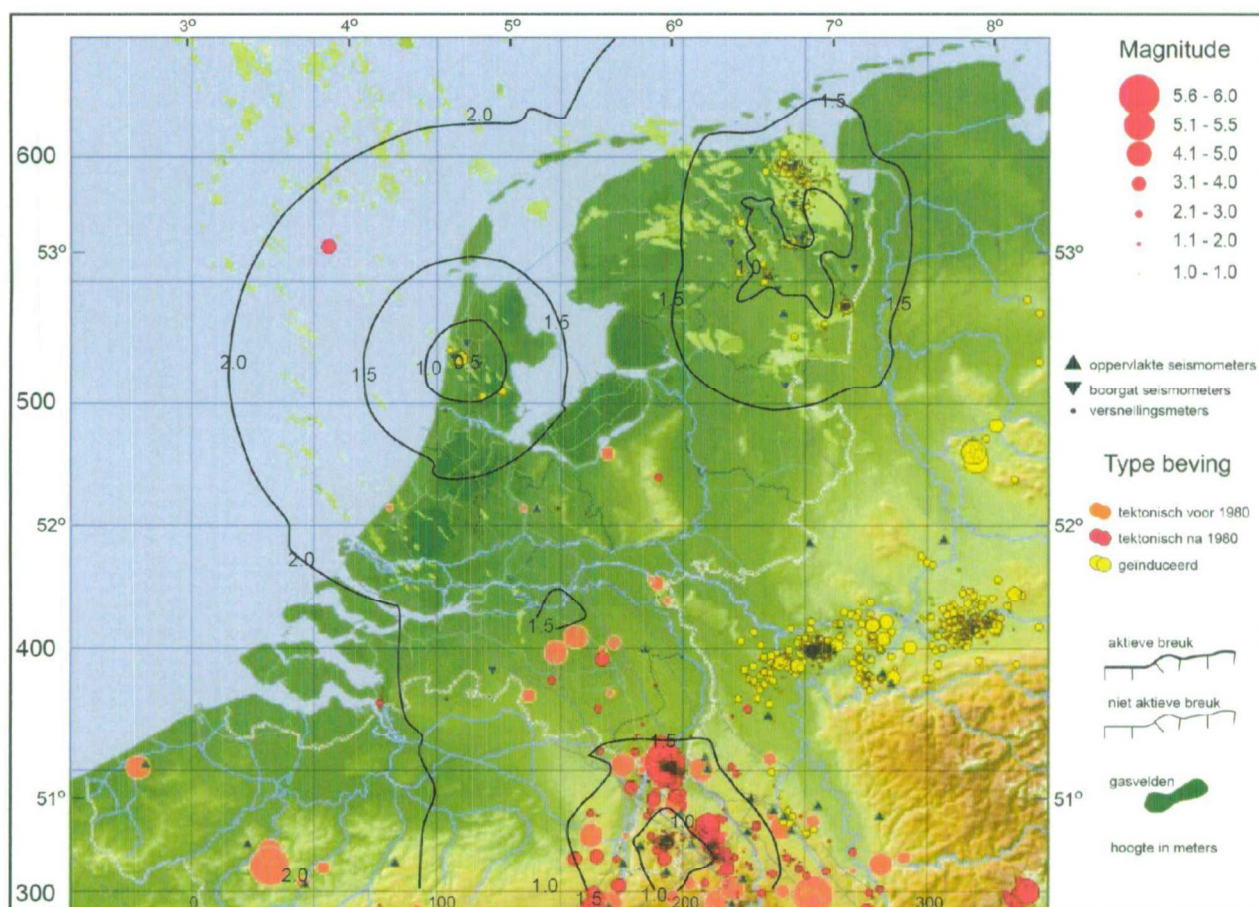 3° 4° 5° 6° 7° 8°
2.0
1.5
600
53° 53°
1.0
1.5 1.5
1.5
2.0 1.5 1.0 0.5
500
52° 52°
2.0
1.5
400
1.5
51° 51°
1.0
2.0 1.0 1.5 1.0
300
0 100 200 300
Magnitude
5.6 - 6.0
5.1 - 5.5
4.1 - 5.0
3.1 - 4.0
2.1 - 3.0
1.1 - 2.0
1.0 - 1.0
oppervlakte seismometers
boorgat seismometers
versnellingsmeters
Type beving
tektonisch voor 1980
tektonisch na 1980
geïnduceerd
aktieve breuk
niet aktieve breuk
gasvelden
hoogte in meters